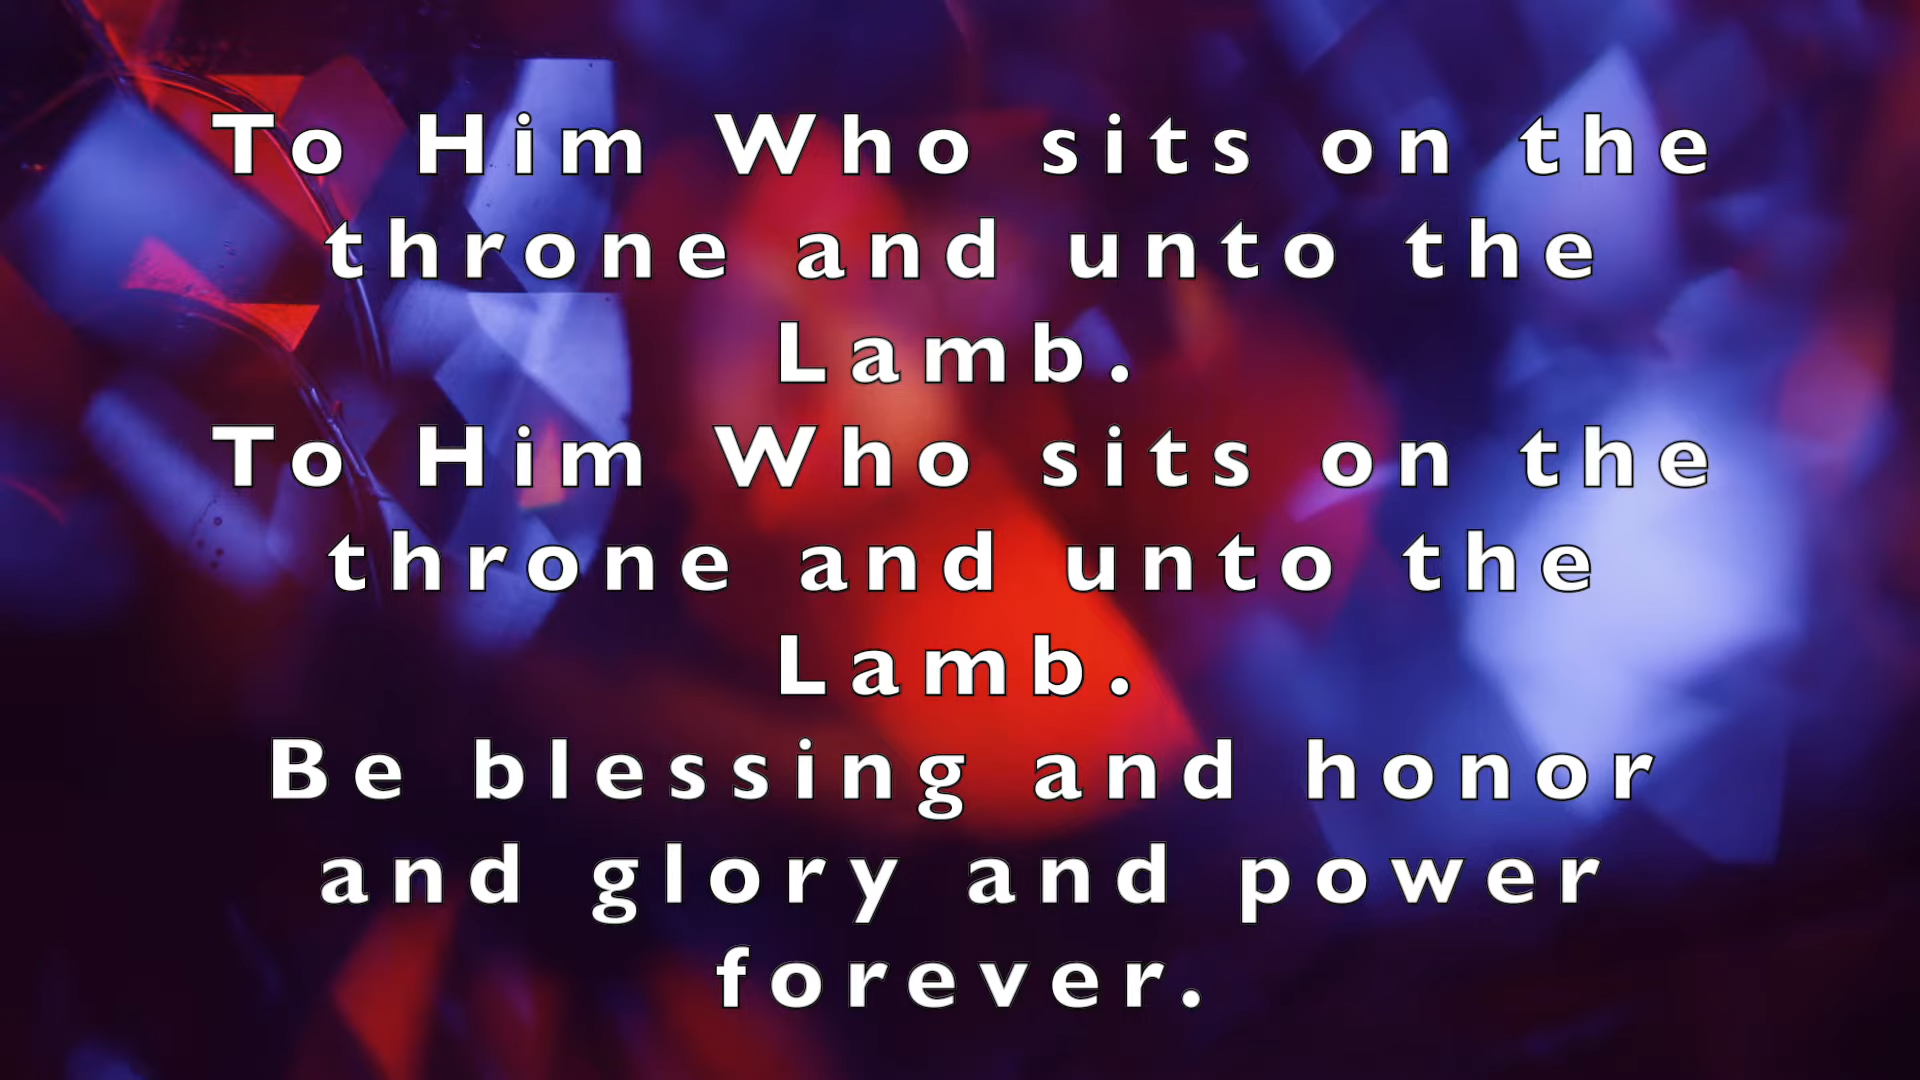 To Him Who sits on the
throne and unto the
Lamb.
To Him Who sits on the
throne and unto the
Lamb.
Be blessing and honor
and glory and power
forever.